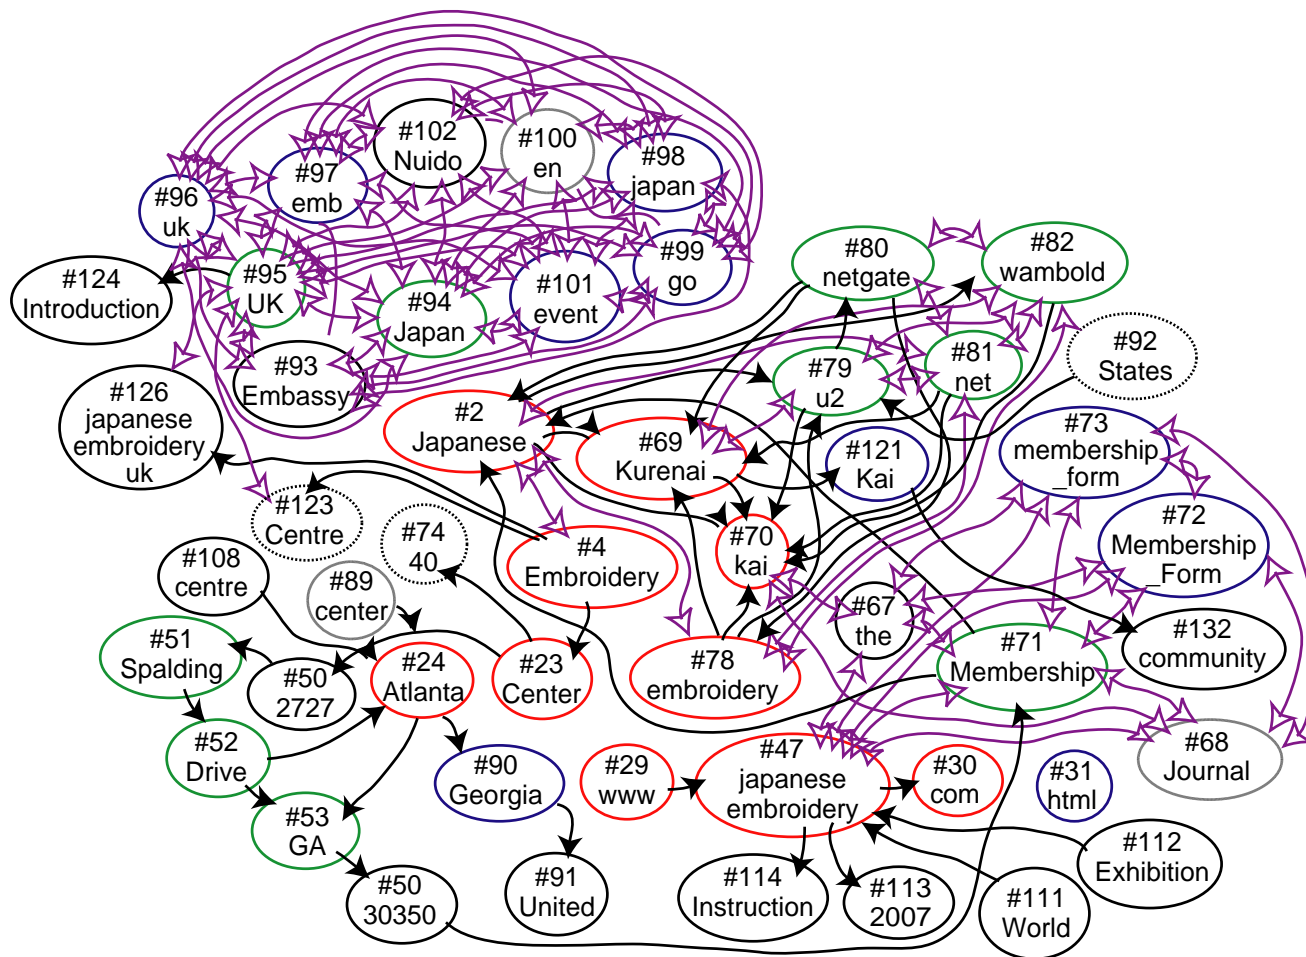 #102
Nuido
#100
en
#98
japan
#97
emb
#96
uk
#99
go
#80
netgate
#82
wambold
#124
Introduction
#95
UK
#94
Japan
#101
event
#92
States
#93
Embassy
#79
u2
#81
net
#126
japanese
embroidery
uk
#2
Japanese
#69
Kurenai
#121
Kai
#73
membership
_form
#123
Centre
#74
40
#4
Embroidery
#70
kai
#72
Membership
_Form
#108
centre
#89
center
#67
the
#132
community
#51
Spalding
#50
2727
#24
Atlanta
#23
Center
#78
embroidery
#71
Membership
#52
Drive
#90
Georgia
#29
www
#47
japanese
embroidery
#30
com
#31
html
#68
Journal
#53
GA
#50
30350
#91
United
#114
Instruction
#113
2007
#111
World
#112
Exhibition